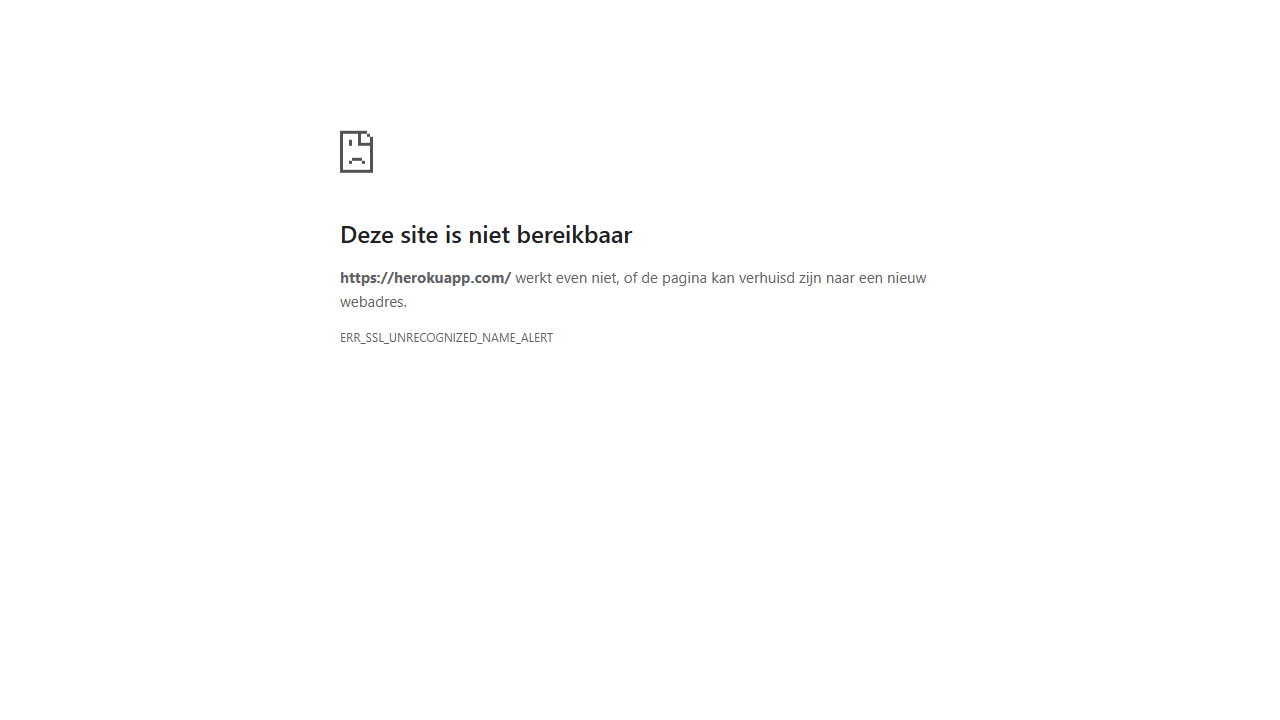 Deze site is niet bereikbaar
https://herokuapp.com/ werkt even niet, of de pagina kan verhuisd zijn naar een nieuw
webadres.
ERR_SSL_UNRECOGNIZED_NAME_ALERT